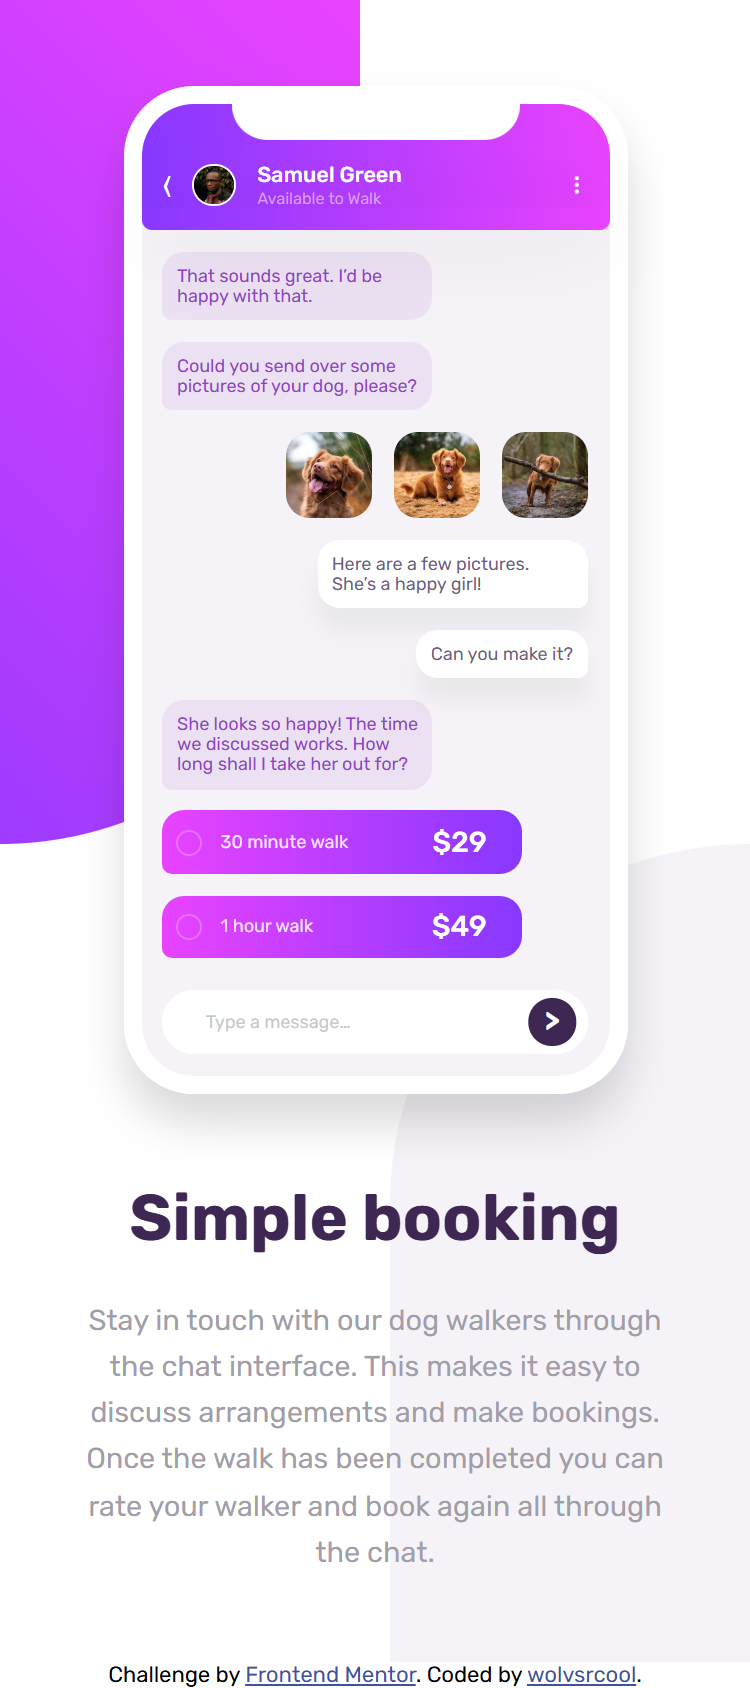 Samuel Green
Available to Walk
That sounds great. I’d be
happy with that.
Could you send over some
pictures of your dog, please?
Here are a few pictures.
She’s a happy girl!
Can you make it?
She looks so happy! The time
we discussed works. How
long shall I take her out for?
30 minute walk $29
1 hour walk $49
Type a message…
Simple booking
Stay in touch with our dog walkers through
the chat interface. This makes it easy to
discuss arrangements and make bookings.
Once the walk has been completed you can
rate your walker and book again all through
the chat.
Challenge by Frontend Mentor. Coded by wolvsrcool.